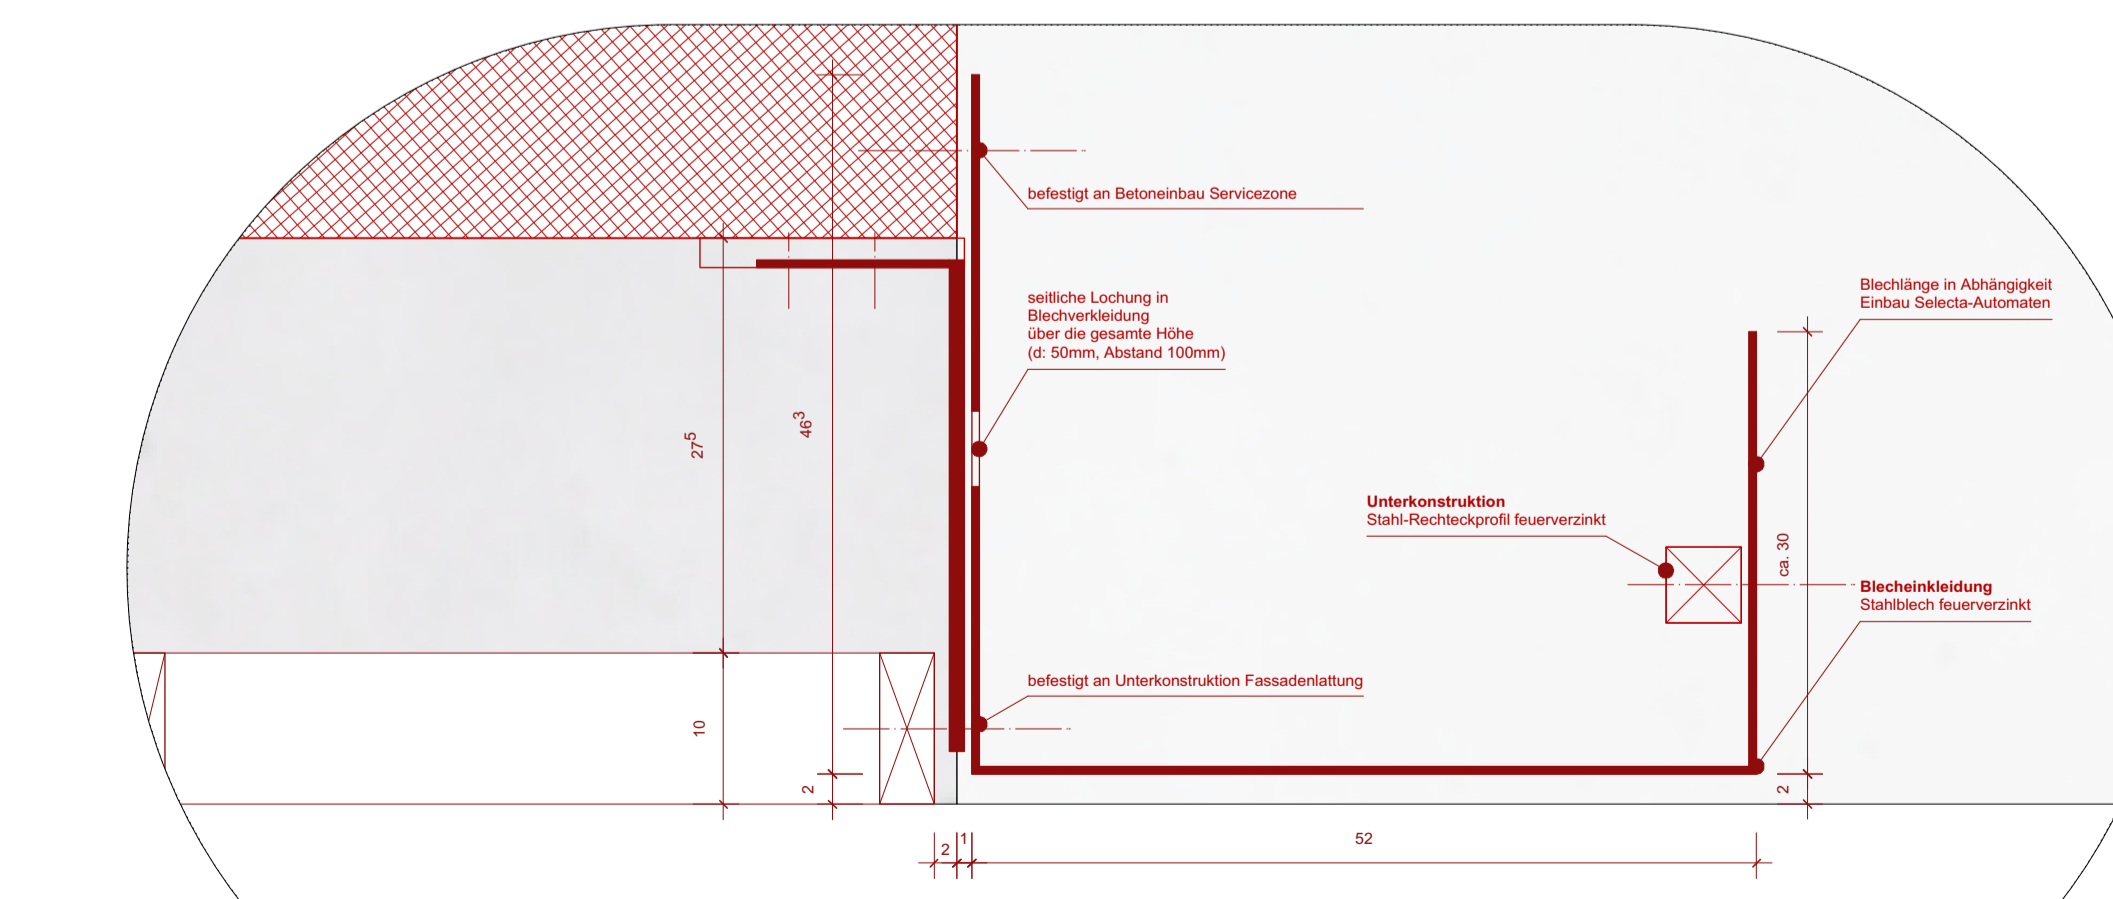 befestigt an Betoneinbau Servicezone
seitliche Lochung in
Blechverkleidung
über die gesamte Höhe
(d: 50mm, Abstand 100mm)
Blechlänge in Abhängigkeit
Einbau Selecta-Automaten
27⁵
46³
Unterkonstruktion
Stahl-Rechteckprofil feuerverzinkt
ca. 30
Blecheinkleidung
Stahlblech feuerverzinkt
befestigt an Unterkonstruktion Fassadenlattung
10
2
2
2
1
52